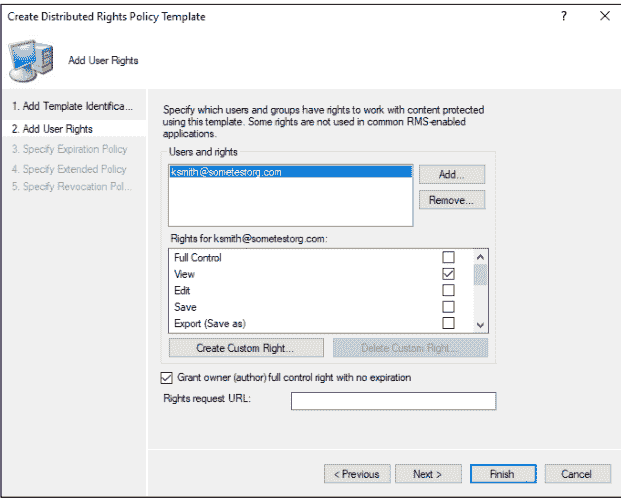 Create Distributed Rights Policy Template
?
Add User Rights
1. Add Template Identifica...
2. Add User Rights
3. Specify Expiration Policy
4. Specify Extended Policy
5. Specify Revocation Pol...
Specify which users and groups have rights to work with content protected
using this template. Some rights are not used in common RMS-enabled
applications.
Users and rights
ksmith@sometestorg.com
Add...
Remove...
Rights for ksmith@sometestorg.com:
Full Control
View
Edit
Save
Export (Save as)
Create Custom Right...
Delete Custom Right...
Grant owner (author) full control right with no expiration
Rights request URL:
< Previous
Next >
Finish
Cancel